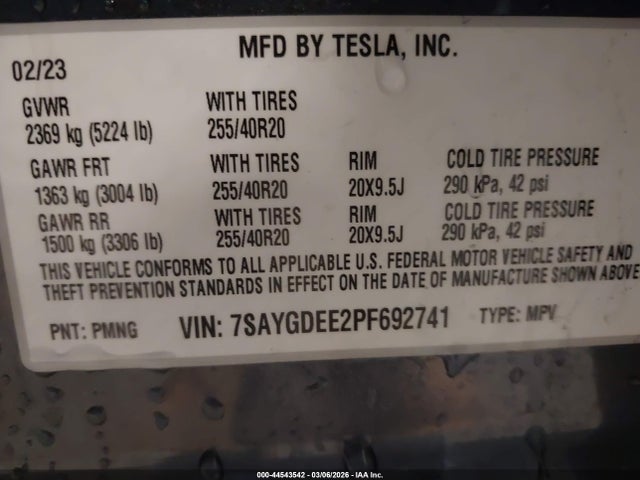 MFD BY TESLA, INC.
02/23
GVWR WITH TIRES
2369 kg (5224 lb) 255/40R20
GAWR FRT WITH TIRES RIM COLD TIRE PRESSURE
1363 kg (3004 lb) 255/40R20 20X9.5J 290 kPa, 42 psi
GAWR RR WITH TIRES RIM COLD TIRE PRESSURE
1500 kg (3306 lb) 255/40R20 20X9.5J 290 kPa, 42 psi
THIS VEHICLE CONFORMS TO ALL APPLICABLE U.S. FEDERAL MOTOR VEHICLE SAFETY AND
THEFT PREVENTION STANDARDS IN EFFECT ON THE DATE OF MANUFACTURE SHOWN ABOVE
PNT: PMNG VIN: 7SAYGDEE2PF692741 TYPE: MPV
000-44543542 - 03/06/2026 - IAA Inc.